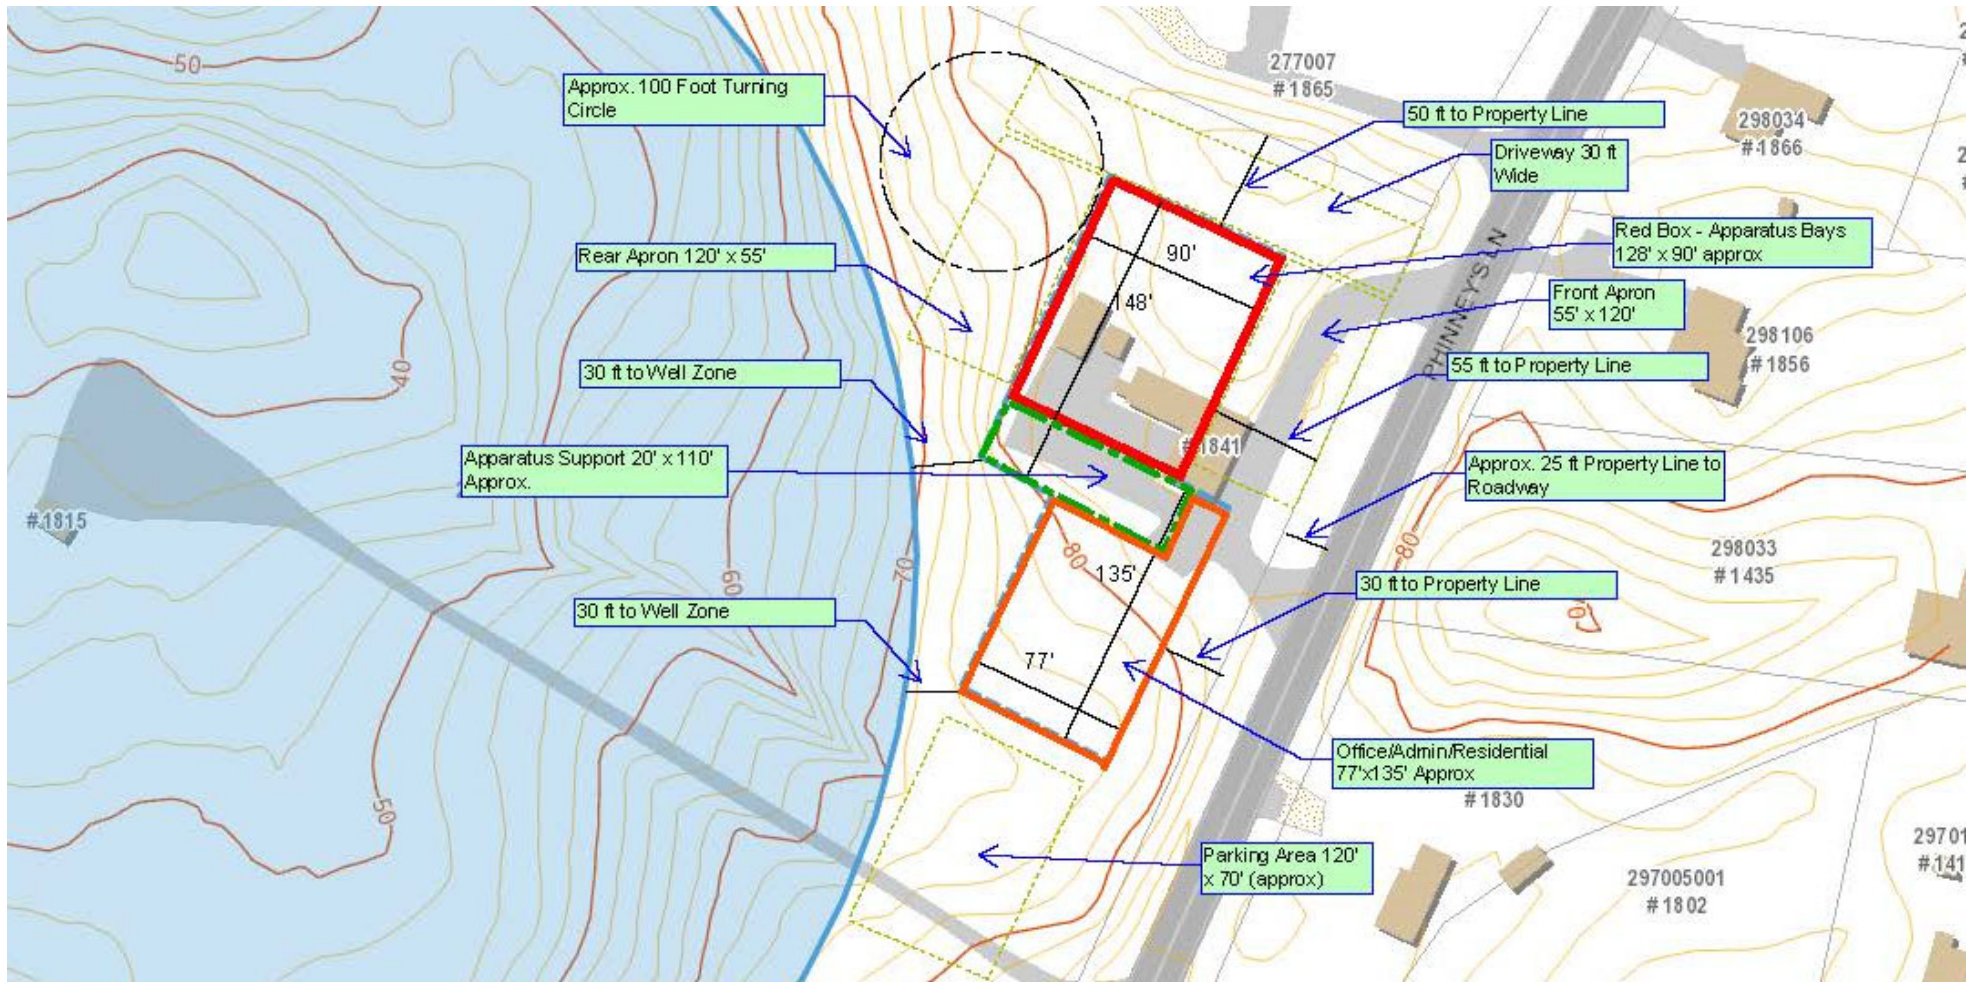 50
277007
#1865
Approx. 100 Foot Turning
Circle
50 ft to Property Line
298034
#1866
Driveway 30 ft
Wide
Red Box - Apparatus Bays
128' x 90' approx
Rear Apron 120' x 55'
90'
148'
PHINNEY'S LN
Front Apron
55' x 120'
298106
#1856
30 ft to Well Zone
40
55 ft to Property Line
#1841
Apparatus Support 20' x 110'
Approx.
Approx. 25 ft Property Line to
Roadway
#1815
80
80
298033
#1435
70
135'
60
30 ft to Property Line
30 ft to Well Zone
70
77'
Office/Admin/Residential
77'x135' Approx
#1830
50
Parking Area 120'
x 70' (approx)
29701
#141
297005001
#1802